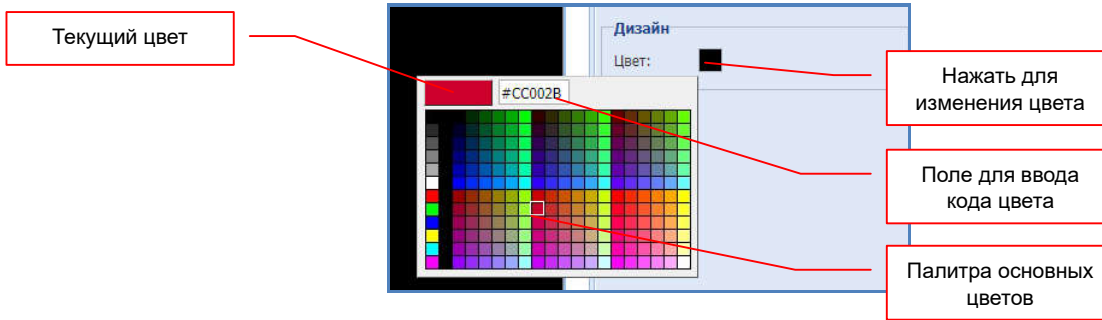 Текущий цвет
Дизайн
Цвет:
#CC002B
Нажать для
изменения цвета
Поле для ввода
кода цвета
Палитра основных
цветов